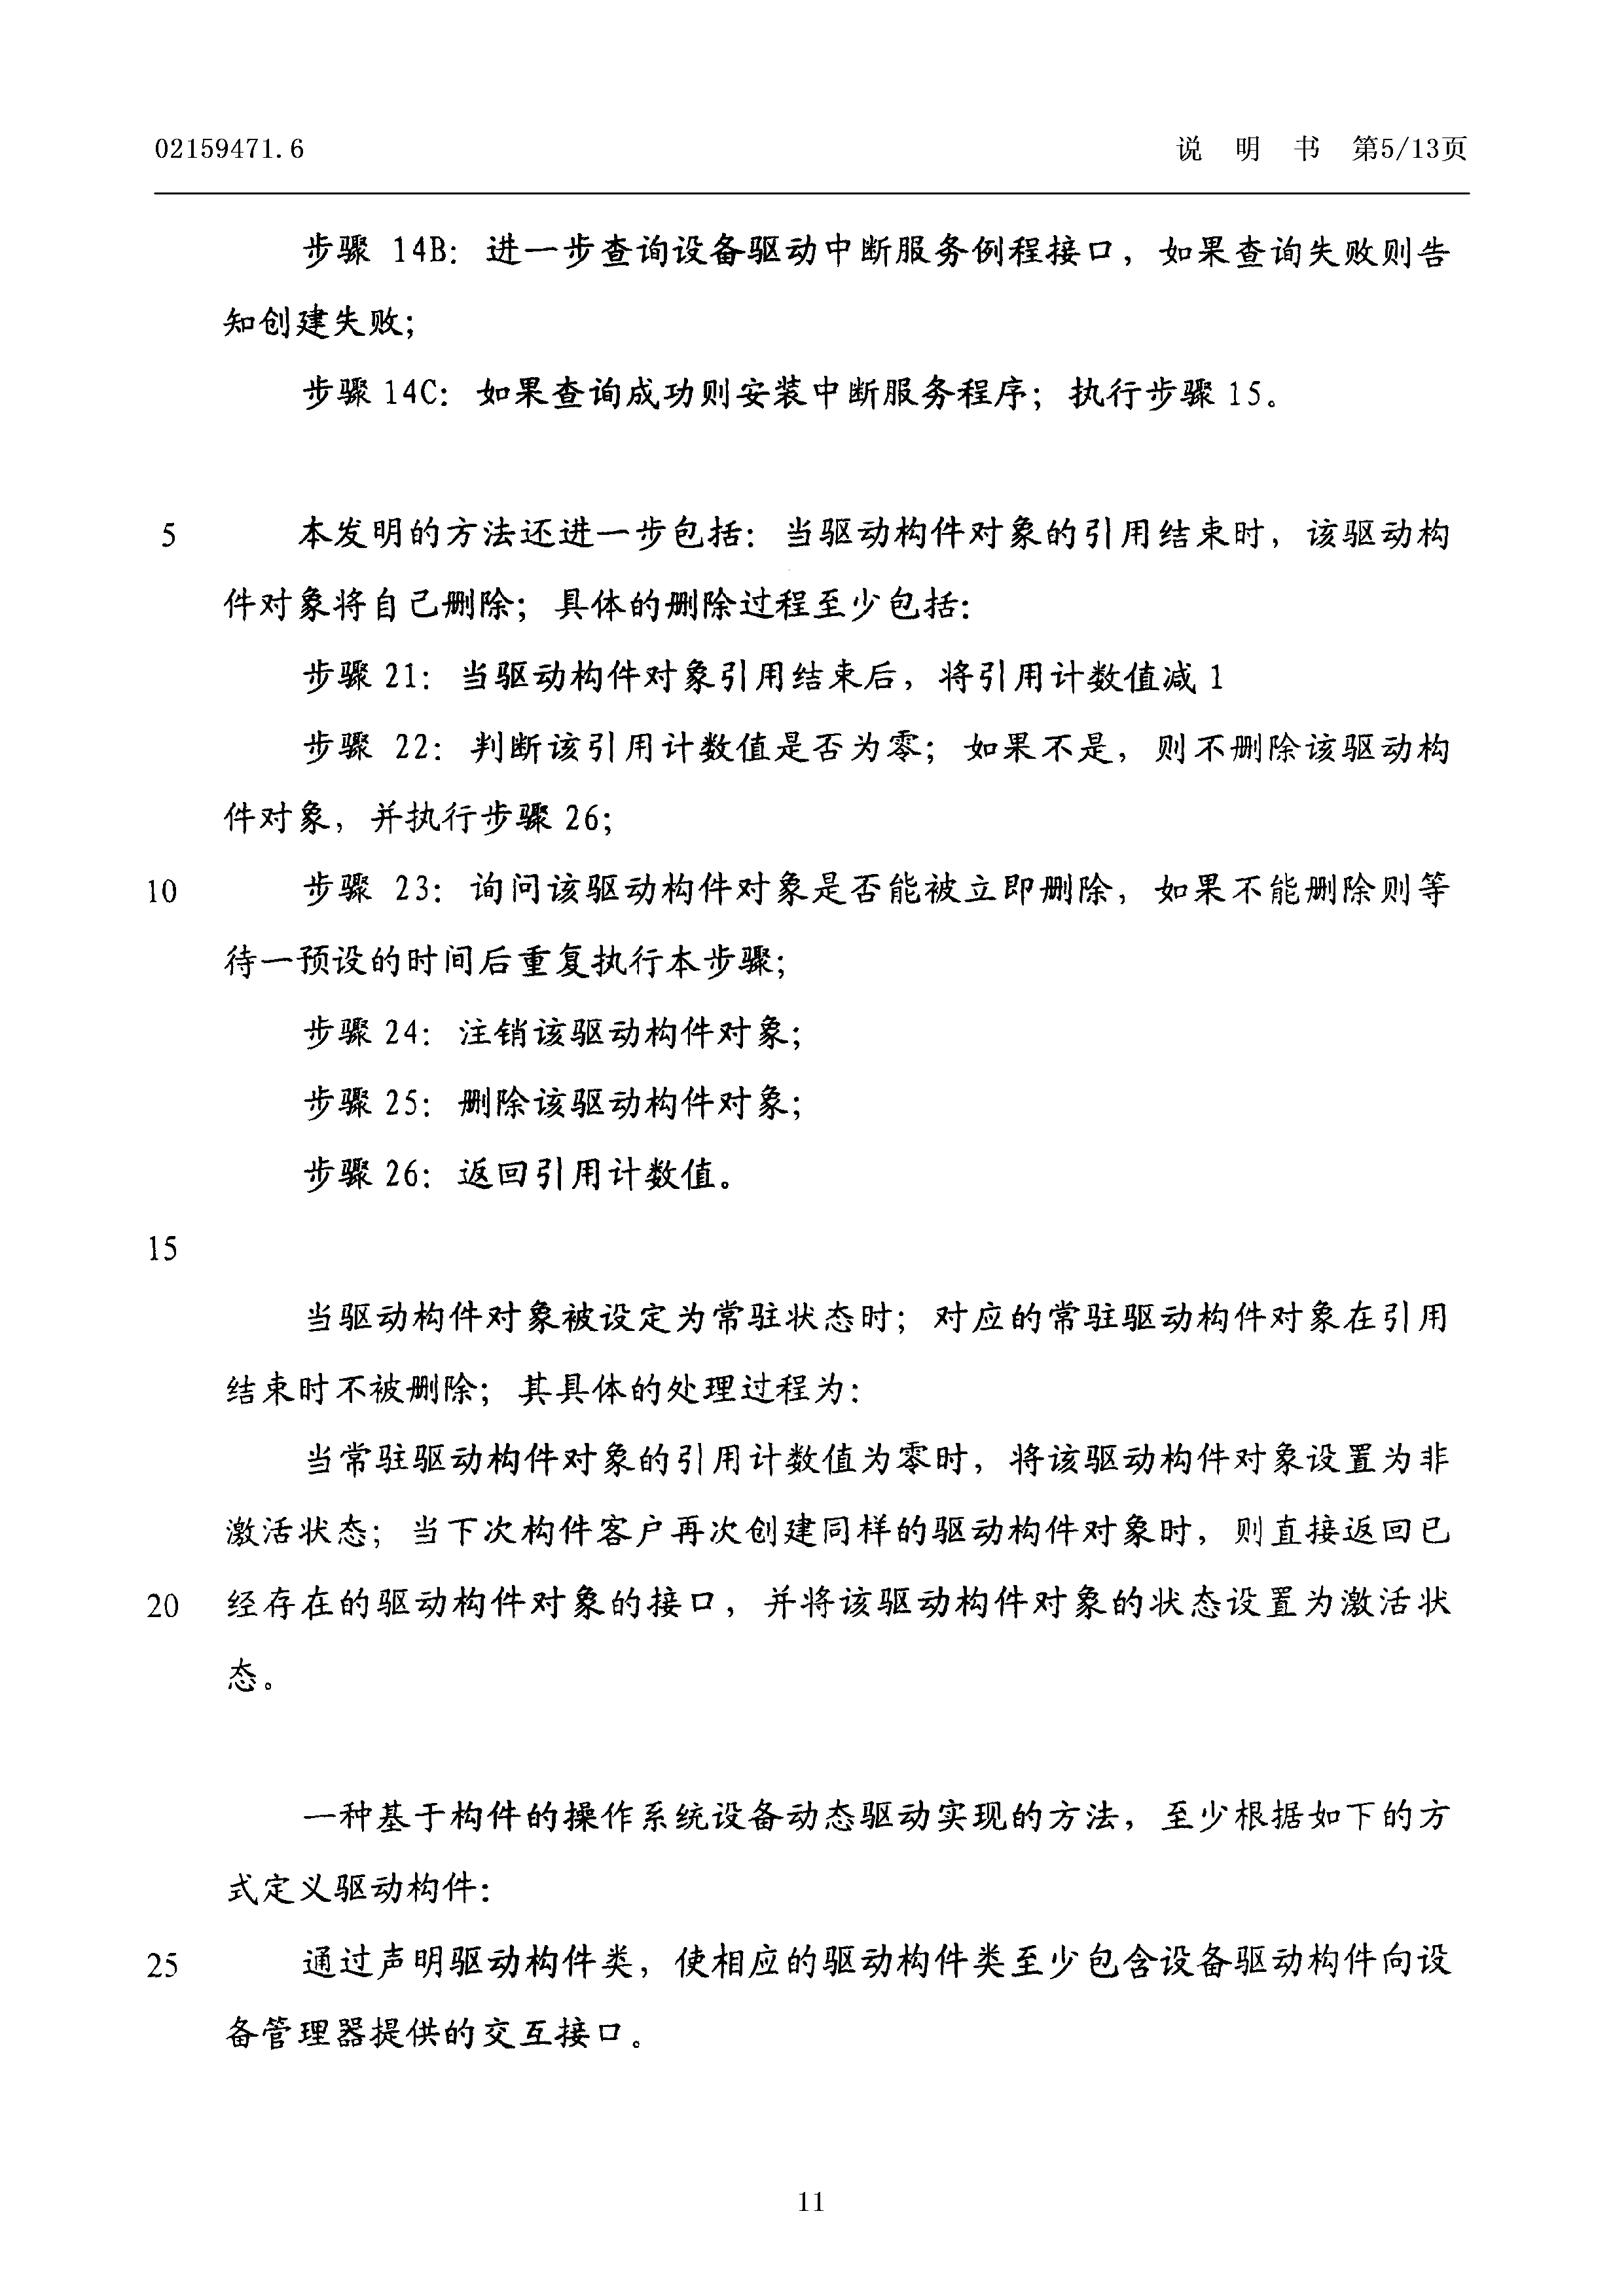 02159471.6
说 明 书 第5/13页
步骤 14B：进一步查询设备驱动中断服务例程接口，如果查询失败则告
知创建失败；
步骤 14C：如果查询成功则安装中断服务程序；执行步骤 15。
5 本发明的方法还进一步包括：当驱动构件对象的引用结束时，该驱动构
件对象将自己删除；具体的删除过程至少包括：
步骤 21：当驱动构件对象引用结束后，将引用计数值减 1
步骤 22：判断该引用计数值是否为零；如果不是，则不删除该驱动构
件对象，并执行步骤 26；
10 步骤 23：询问该驱动构件对象是否能被立即删除，如果不能删除则等
待一预设的时间后重复执行本步骤；
步骤 24：注销该驱动构件对象；
步骤 25：删除该驱动构件对象；
步骤 26：返回引用计数值。
15
当驱动构件对象被设定为常驻状态时；对应的常驻驱动构件对象在引用
结束时不被删除；其具体的处理过程为：
当常驻驱动构件对象的引用计数值为零时，将该驱动构件对象设置为非
激活状态；当下次构件客户再次创建同样的驱动构件对象时，则直接返回已
20 经存在的驱动构件对象的接口，并将该驱动构件对象的状态设置为激活状
态。
一种基于构件的操作系统设备动态驱动实现的方法，至少根据如下的方
式定义驱动构件：
25 通过声明驱动构件类，使相应的驱动构件类至少包含设备驱动构件向设
备管理器提供的交互接口。
11